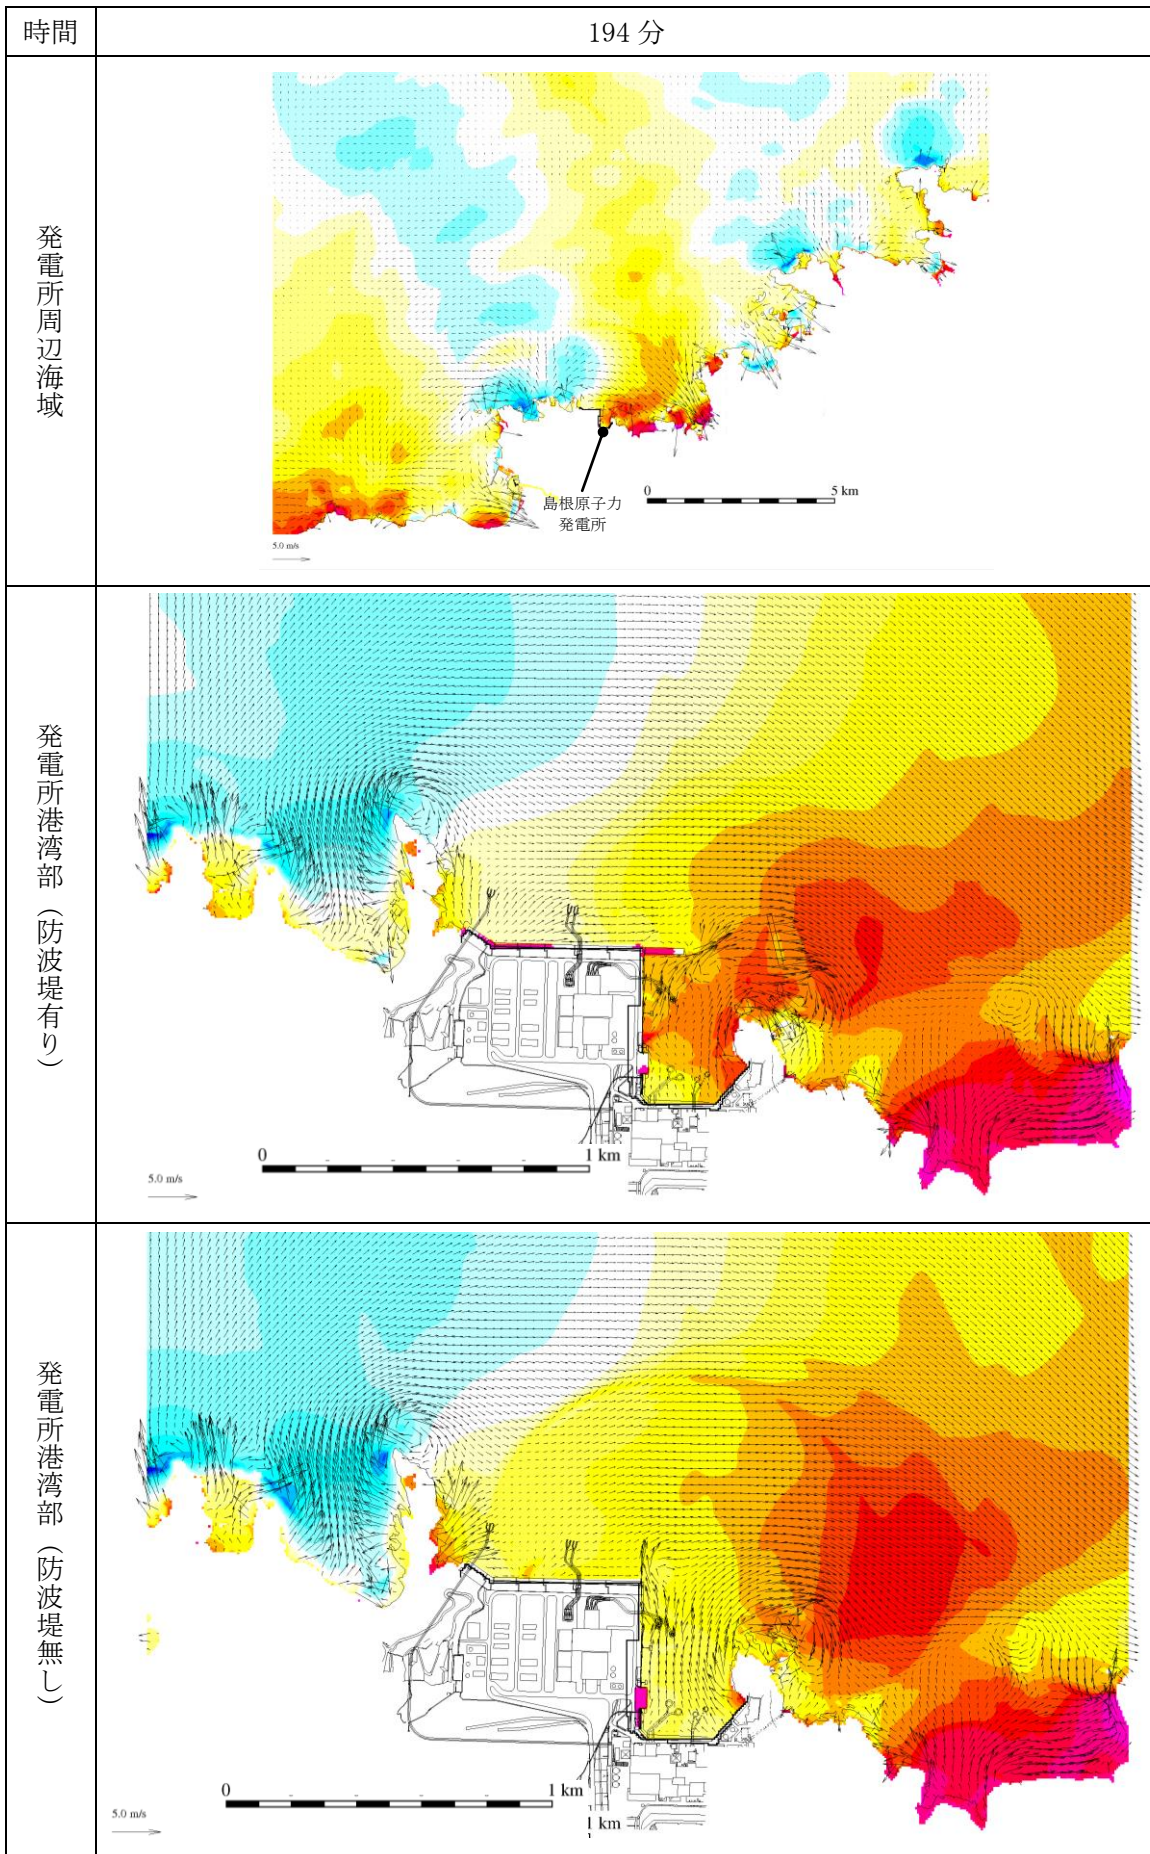 時間
194 分
発電所周辺海域
島根原子力
発電所
0
5 km
5.0 m/s
発電所港湾部（防波堤有り）
0
1 km
5.0 m/s
発電所港湾部（防波堤無し）
0
1 km
5.0 m/s
1 km